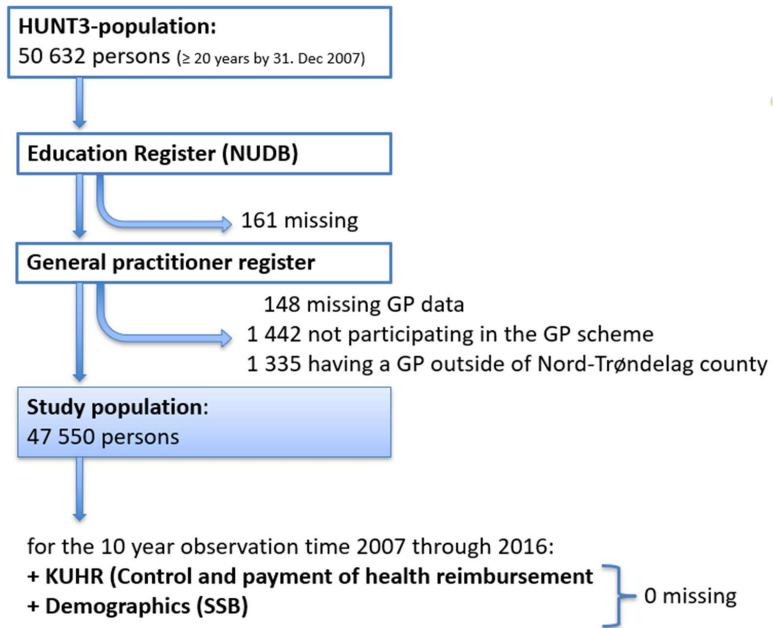 HUNT3-population:
50 632 persons (≥ 20 years by 31. Dec 2007)
Education Register (NUDB)
161 missing
General practitioner register
148 missing GP data
1 442 not participating in the GP scheme
1 335 having a GP outside of Nord-Trøndelag county
Study population:
47 550 persons
for the 10 year observation time 2007 through 2016:
+ KUHR (Control and payment of health reimbursement
+ Demographics (SSB)
0 missing